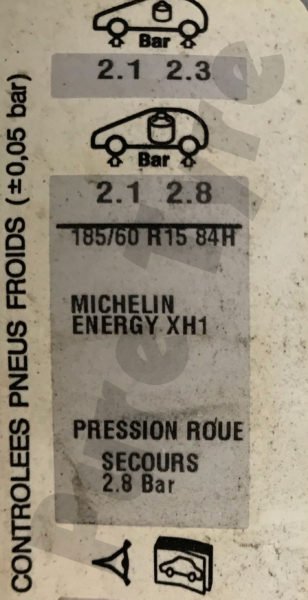 Bar
2.1 2.3
Bar
2.1 2.8
185/60 R15 84H
MICHELIN
ENERGY XH1
PRESSION ROUE
SECOURS
2.8 Bar
CONTROLEES PNEUS FROIDS (±0,05 bar)